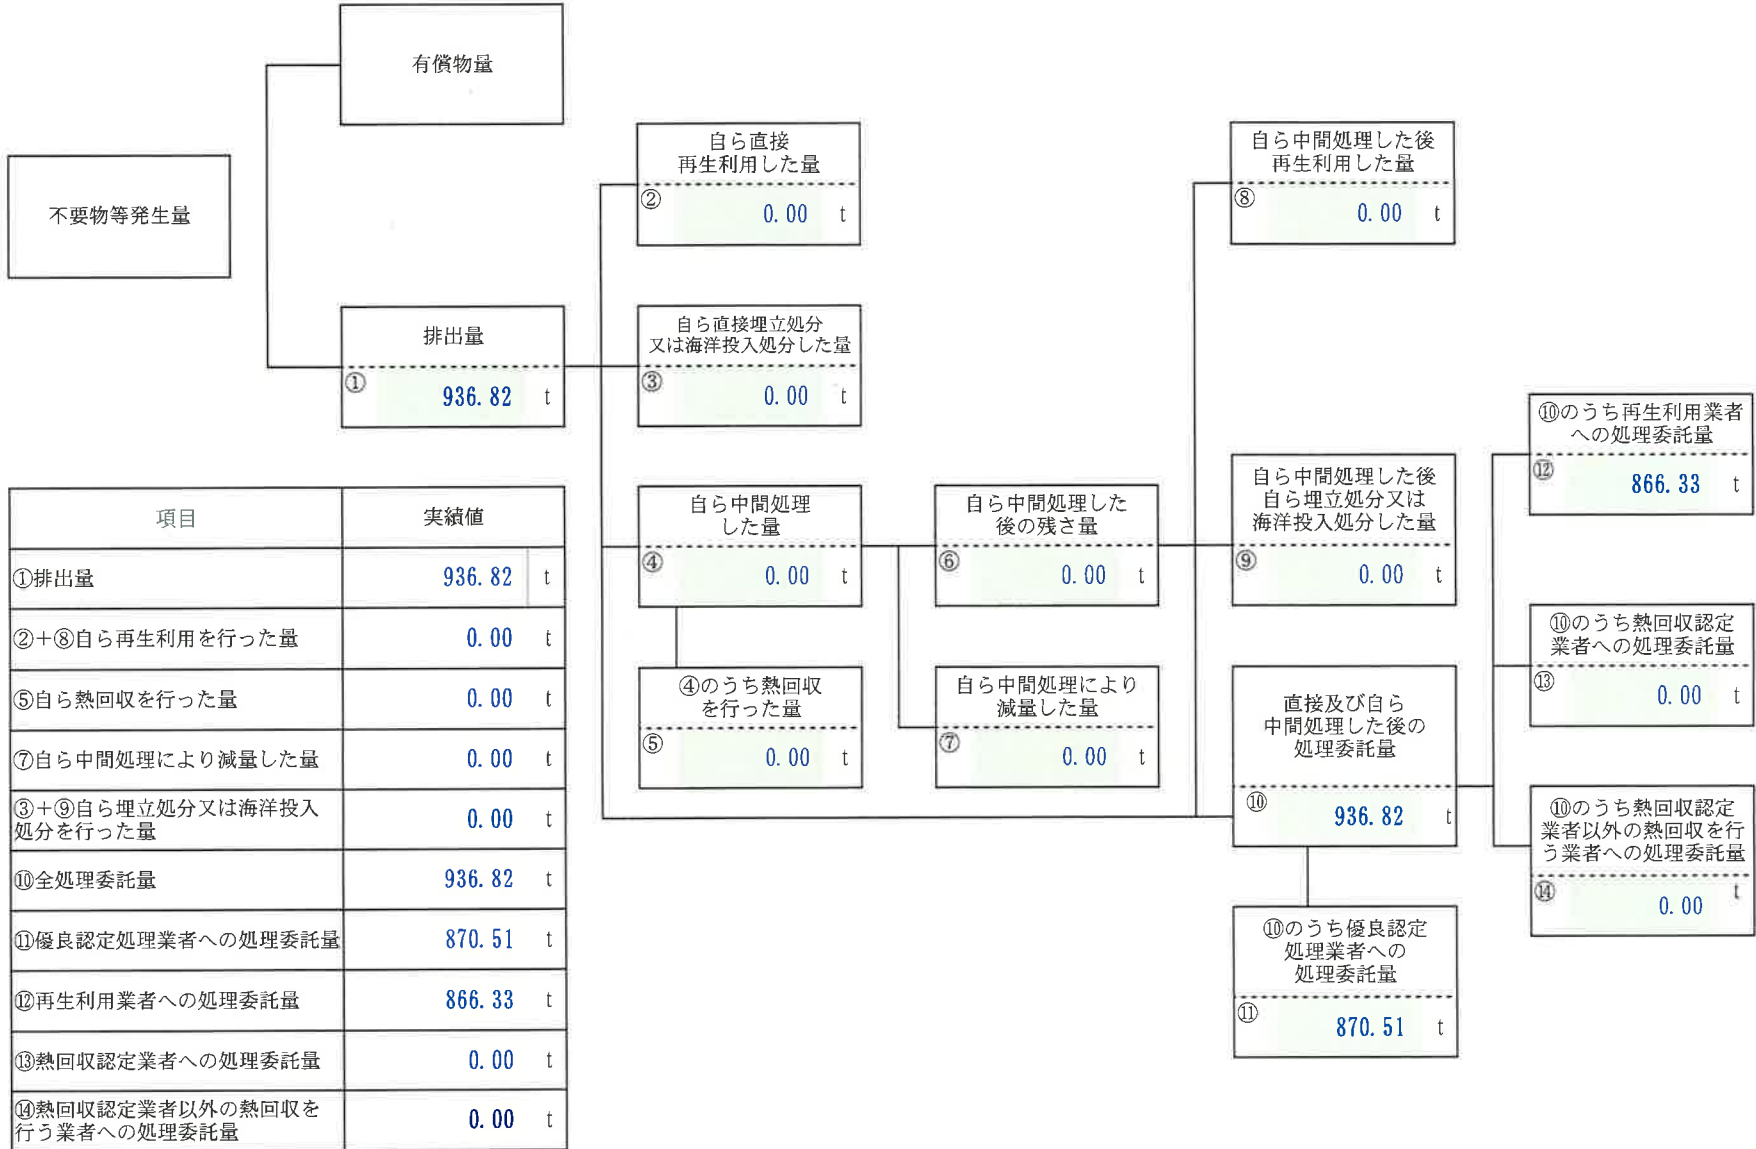 有償物量
不要物等発生量
排出量
① 936.82 t
自ら直接
再生利用した量
② 0.00 t
自ら直接埋立処分
又は海洋投入処分した量
③ 0.00 t
自ら中間処理
した量
④ 0.00 t
④のうち熱回収
を行った量
⑤ 0.00 t
自ら中間処理した
後の残さ量
⑥ 0.00 t
自ら中間処理により
減量した量
⑦ 0.00 t
自ら中間処理した後
再生利用した量
⑧ 0.00 t
自ら中間処理した後
自ら埋立処分又は
海洋投入処分した量
⑨ 0.00 t
直接及び自ら
中間処理した後の
処理委託量
⑩ 936.82 t
⑩のうち優良認定
処理業者への
処理委託量
⑪ 870.51 t
⑩のうち再生利用業者
への処理委託量
⑫ 866.33 t
⑩のうち熱回収認定
業者への処理委託量
⑬ 0.00 t
⑩のうち熱回収認定
業者以外の熱回収を行
う業者への処理委託量
⑭ 0.00 t
項目 実績値
①排出量 936.82 t
②+⑧自ら再生利用を行った量 0.00 t
⑤自ら熱回収を行った量 0.00 t
⑦自ら中間処理により減量した量 0.00 t
③+⑨自ら埋立処分又は海洋投入
処分を行った量 0.00 t
⑩全処理委託量 936.82 t
⑪優良認定処理業者への処理委託量 870.51 t
⑫再生利用業者への処理委託量 866.33 t
⑬熱回収認定業者への処理委託量 0.00 t
⑭熱回収認定業者以外の熱回収を
行う業者への処理委託量 0.00 t